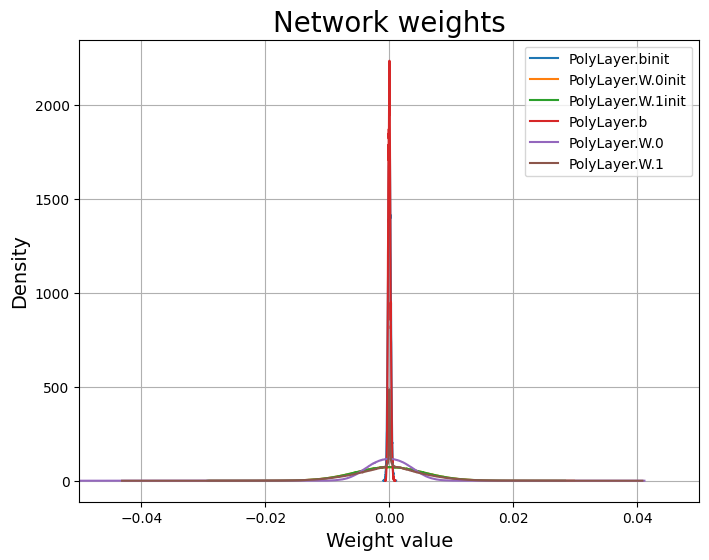 Network weights
PolyLayer.binit
PolyLayer.W.0init
PolyLayer.W.1init
PolyLayer.b
PolyLayer.W.0
PolyLayer.W.1
2000
1500
1000
500
0
Density
−0.04
−0.02
0.00
0.02
0.04
Weight value